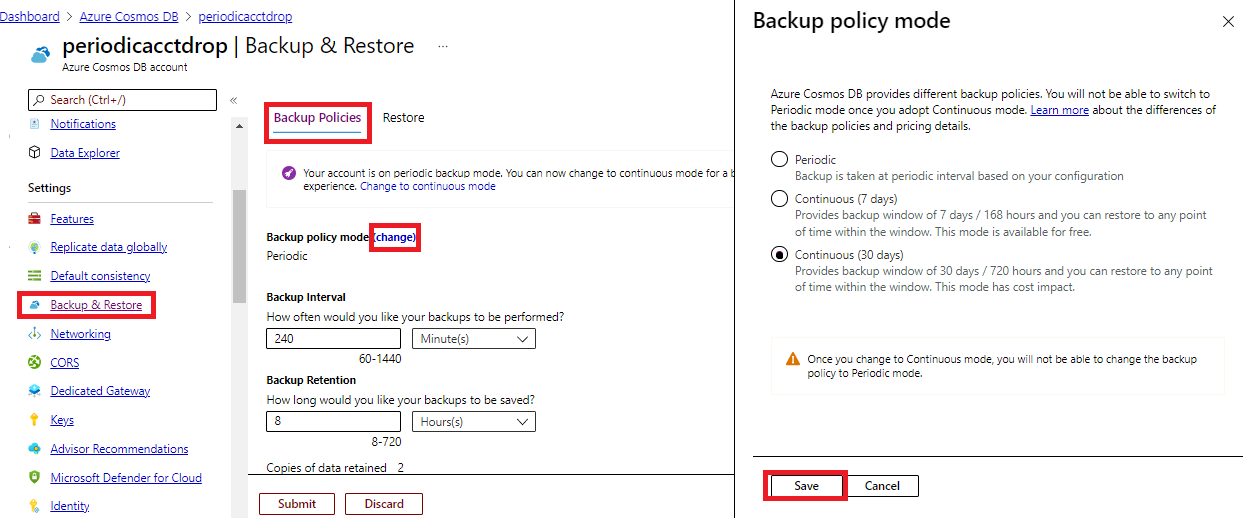 Dashboard > Azure Cosmos DB > periodicacctdrop
periodicacctdrop | Backup & Restore ...
Azure Cosmos DB account
Search (Ctrl+/)
«
Notifications
Data Explorer
Settings
Features
Replicate data globally
Default consistency
Backup & Restore
Networking
CORS
Dedicated Gateway
Keys
Advisor Recommendations
Microsoft Defender for Cloud
Identity
Backup Policies Restore
Your account is on periodic backup mode. You can now change to continuous mode for a b
experience. Change to continuous mode
Backup policy mode (change)
Periodic
Backup Interval
How often would you like your backups to be performed?
240 Minute(s)
60-1440
Backup Retention
How long would you like your backups to be saved?
8 Hours(s)
8-720
Copies of data retained 2
Submit Discard
Backup policy mode
Azure Cosmos DB provides different backup policies. You will not be able to switch to
Periodic mode once you adopt Continuous mode. Learn more about the differences of
the backup policies and pricing details.
Periodic
Backup is taken at periodic interval based on your configuration
Continuous (7 days)
Provides backup window of 7 days / 168 hours and you can restore to any point
of time within the window. This mode is available for free.
Continuous (30 days)
Provides backup window of 30 days / 720 hours and you can restore to any point
of time within the window. This mode has cost impact.
Once you change to Continuous mode, you will not be able to change the backup
policy to Periodic mode.
Save Cancel